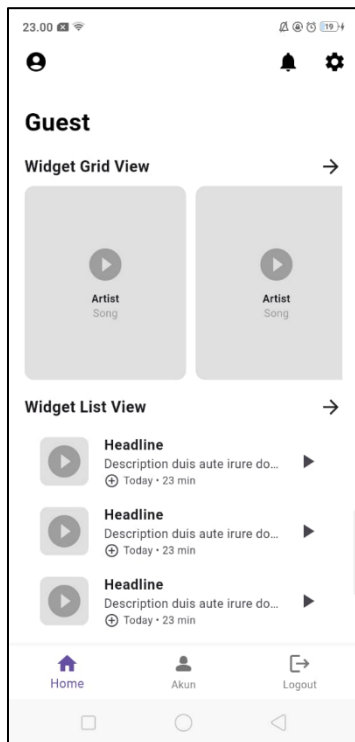 23.00
19
Guest
Widget Grid View
Artist
Song
Artist
Song
Widget List View
Headline
Description duis aute irure do...
Today • 23 min
Headline
Description duis aute irure do...
Today • 23 min
Headline
Description duis aute irure do...
Today • 23 min
Home
Akun
Logout